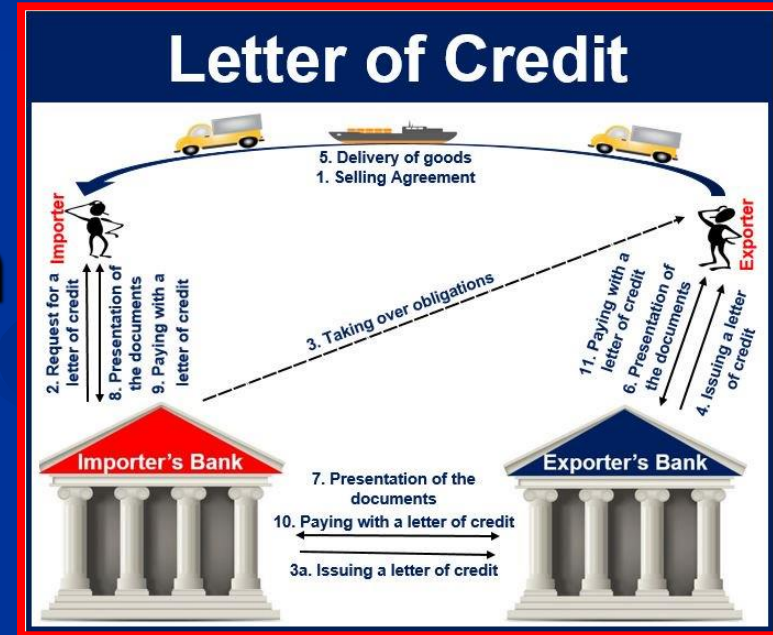 Letter of Credit
5. Delivery of goods
1. Selling Agreement
Importer
Exporter
2. Request for a
letter of credit
8. Presentation of
the documents
9. Paying with a
letter of credit
3. Taking over obligations
11. Paying with a
letter of credit
6. Presentation of
the documents
4. Issuing a letter
of credit
Importer's Bank
Exporter's Bank
7. Presentation of the
documents
10. Paying with a letter of credit
3a. Issuing a letter of credit